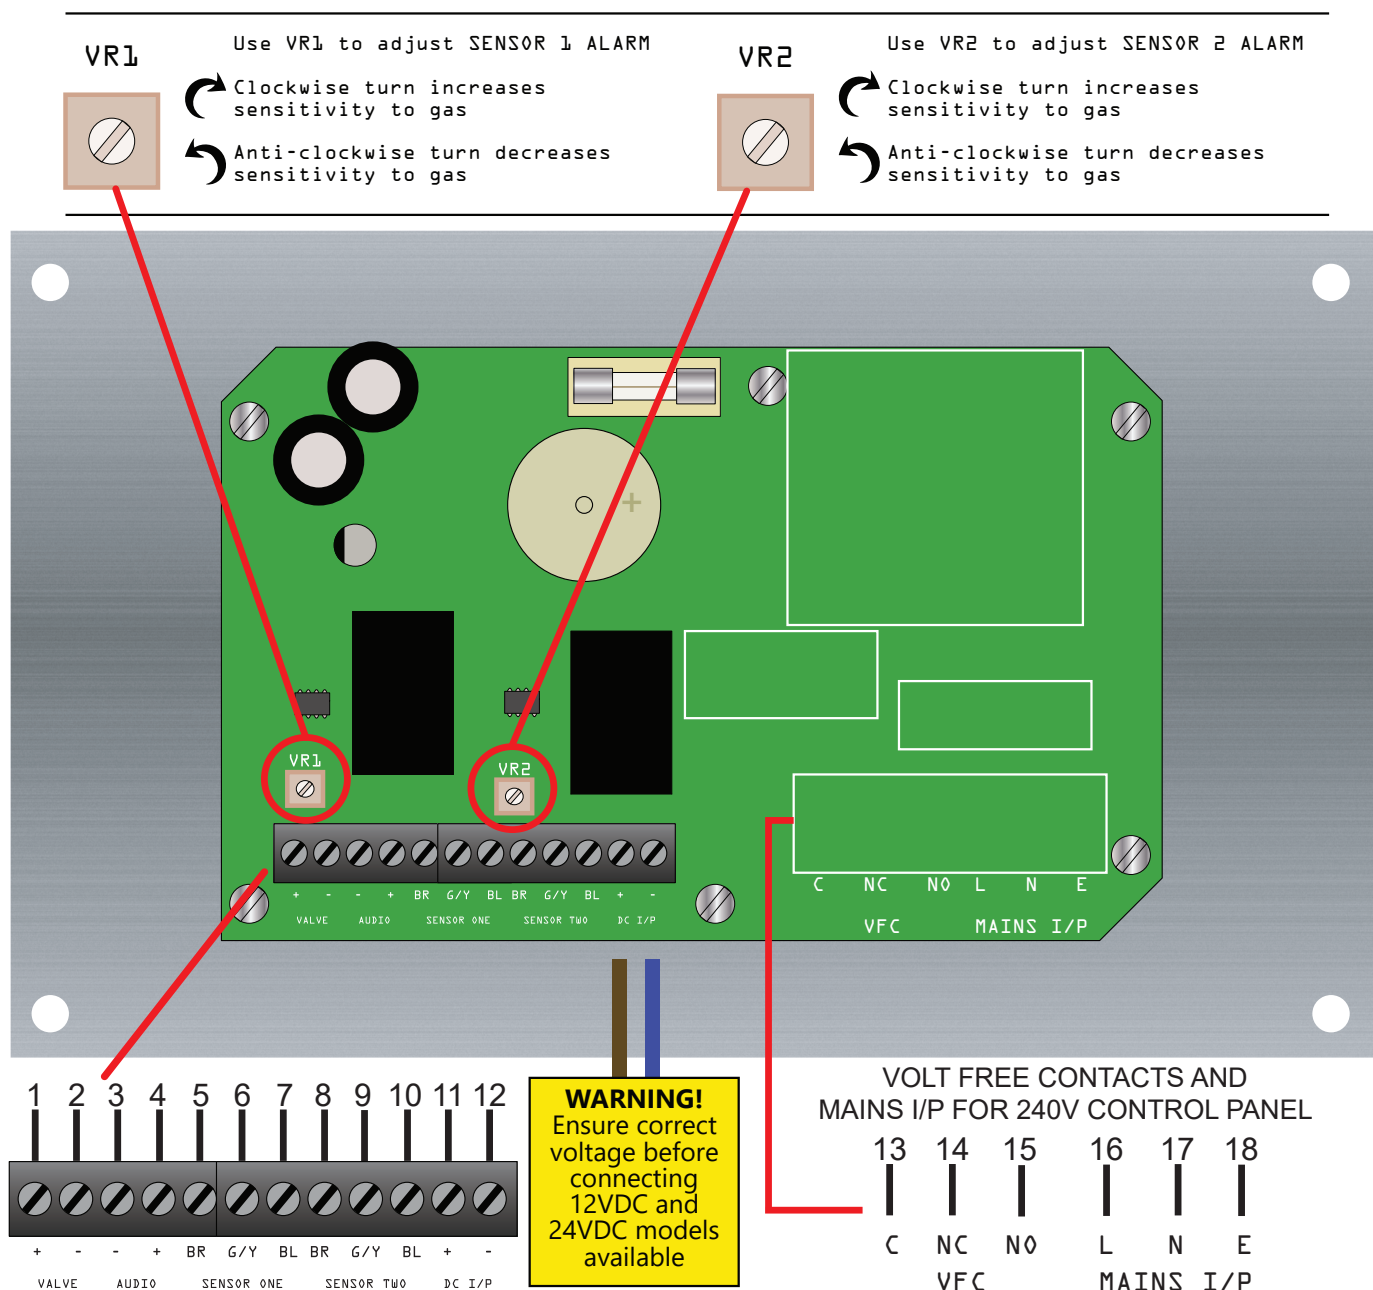 VR1
Use VR1 to adjust SENSOR 1 ALARM
Clockwise turn increases
sensitivity to gas
Anti-clockwise turn decreases
sensitivity to gas
VR2
Use VR2 to adjust SENSOR 2 ALARM
Clockwise turn increases
sensitivity to gas
Anti-clockwise turn decreases
sensitivity to gas
+
VR1
VR2
+ - - + BR G/Y BL BR G/Y BL + -
VALVE AUDIO SENSOR ONE SENSOR TWO DC I/P
C NC NO L N E
VFC MAINS I/P
1 2 3 4 5 6 7 8 9 10 11 12
+ - - + BR G/Y BL BR G/Y BL + -
VALVE AUDIO SENSOR ONE SENSOR TWO DC I/P
WARNING!
Ensure correct
voltage before
connecting
12VDC and
24VDC models
available
VOLT FREE CONTACTS AND
MAINS I/P FOR 240V CONTROL PANEL
13 14 15 16 17 18
C NC NO L N E
VFC MAINS I/P